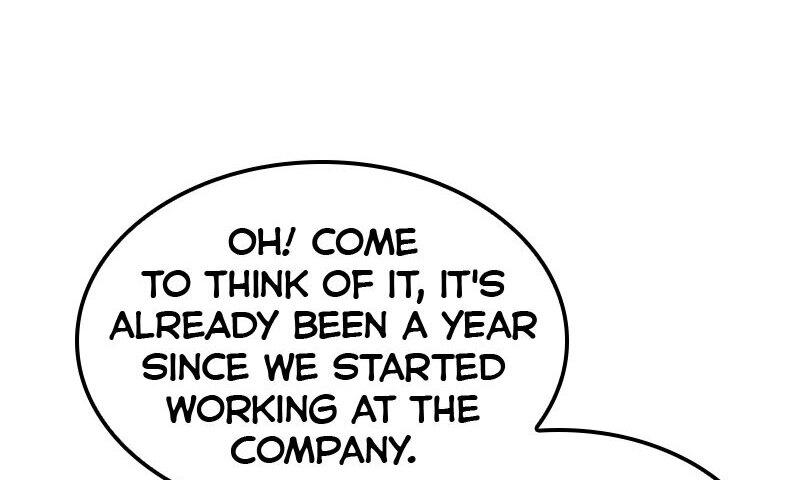 OH! COME
TO THINK OF IT, IT'S
ALREADY BEEN A YEAR
SINCE WE STARTED
WORKING AT THE
COMPANY.